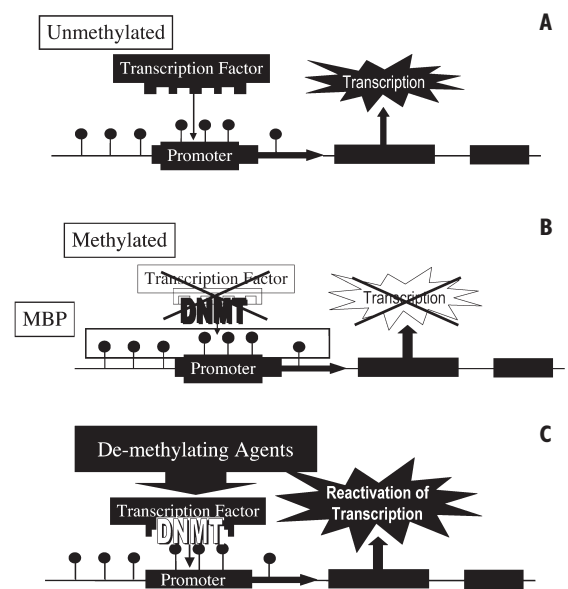 A
Unmethylated
Transcription Factor
Transcription
Promoter
B
Methylated
Transcription Factor
DNMT
Transcription
MBP
Promoter
C
De-methylating Agents
Reactivation of
Transcription
Transcription Factor
DNMT
Promoter